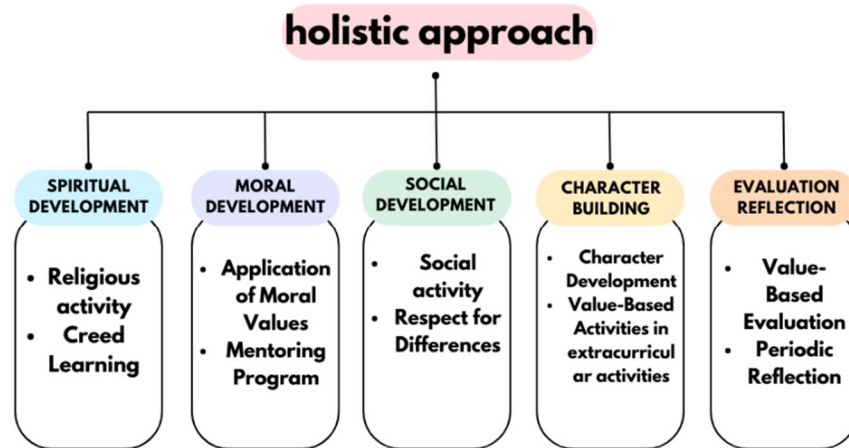 holistic approach
SPIRITUAL
DEVELOPMENT
• Religious
activity
• Creed
Learning
MORAL
DEVELOPMENT
• Application
of Moral
Values
• Mentoring
Program
SOCIAL
DEVELOPMENT
• Social
activity
• Respect for
Differences
CHARACTER
BUILDING
• Character
Development
• Value-Based
Activities in
extracurricul
ar activities
EVALUATION
REFLECTION
• Value-
Based
Evaluation
• Periodic
Reflection